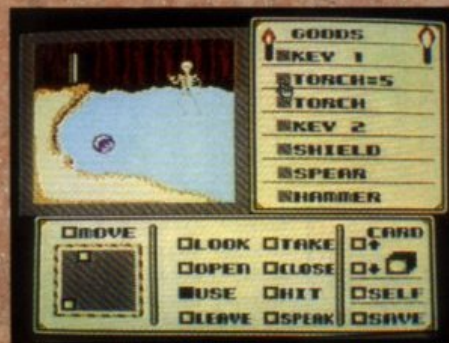 GOODS
KEY 1
TORCH=5
TORCH
KEY 2
SHIELD
SPEAR
HAMMER
MOVE
LOOK TAKE
OPEN CLOSE
USE HIT
LEAVE SPEAK
CARD
SELF
SAVE